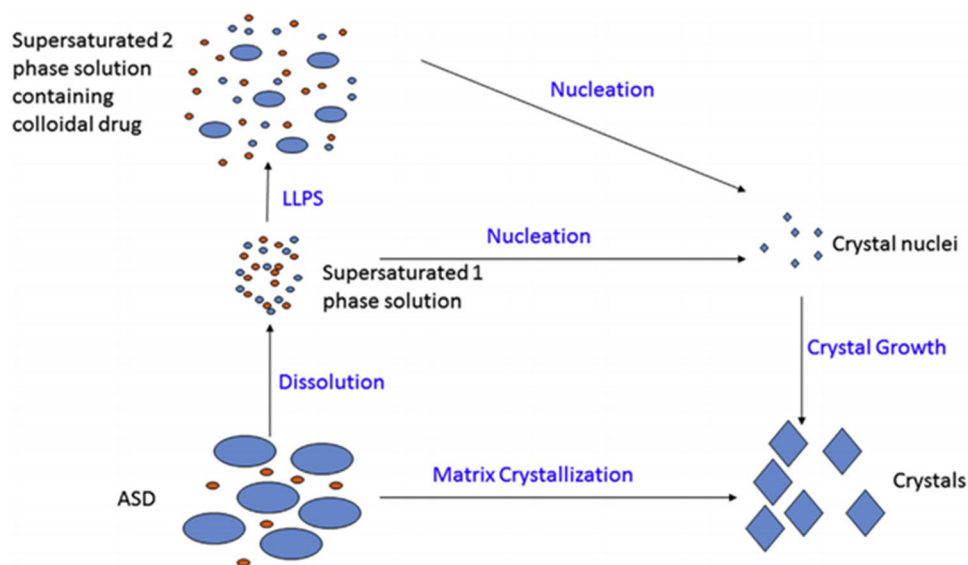 Supersaturated 2
phase solution
containing
colloidal drug
Nucleation
LLPS
Nucleation
Crystal nuclei
Supersaturated 1
phase solution
Dissolution
Crystal Growth
ASD
Matrix Crystallization
Crystals